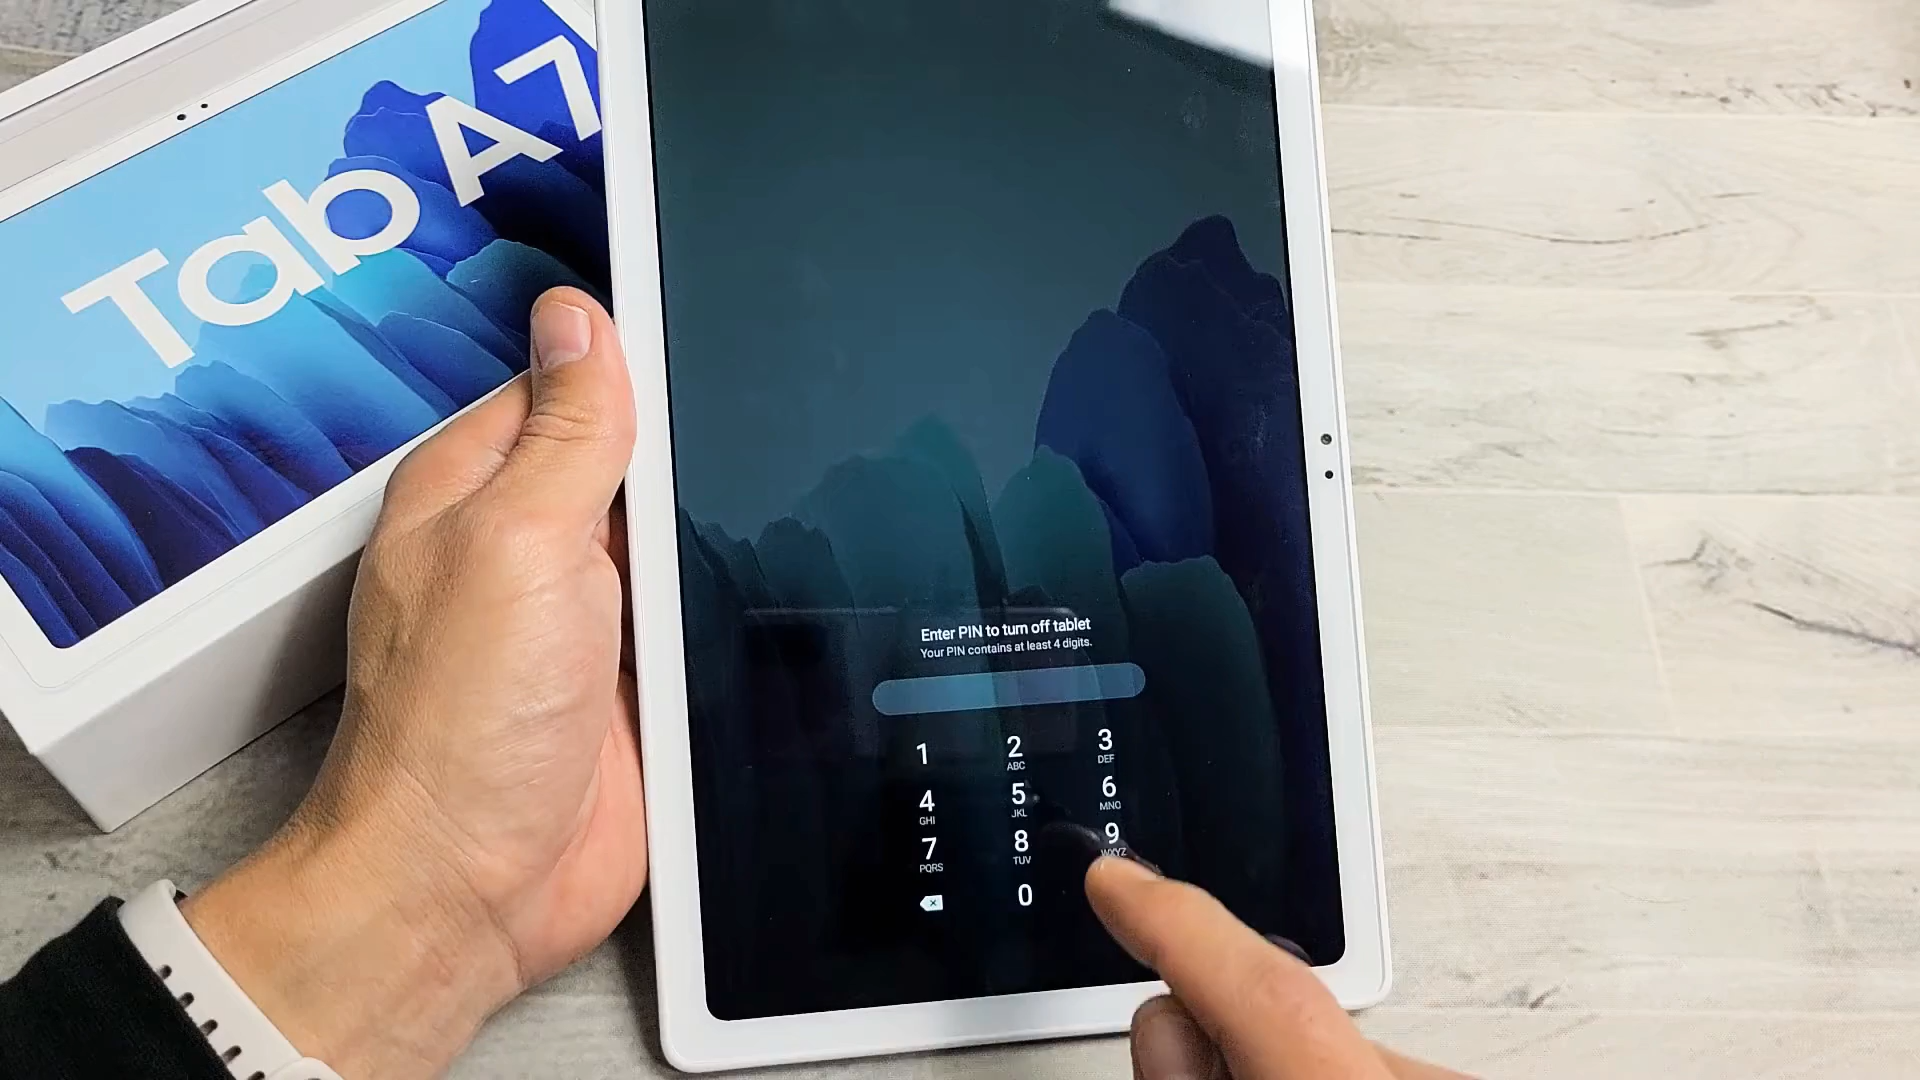 Tab A7
Enter PIN to turn off tablet
Your PIN contains at least 4 digits.
1 2 3
ABC DEF
4 5 6
GHI JKL MNO
7 8 9
PQRS TUV WXYZ
0